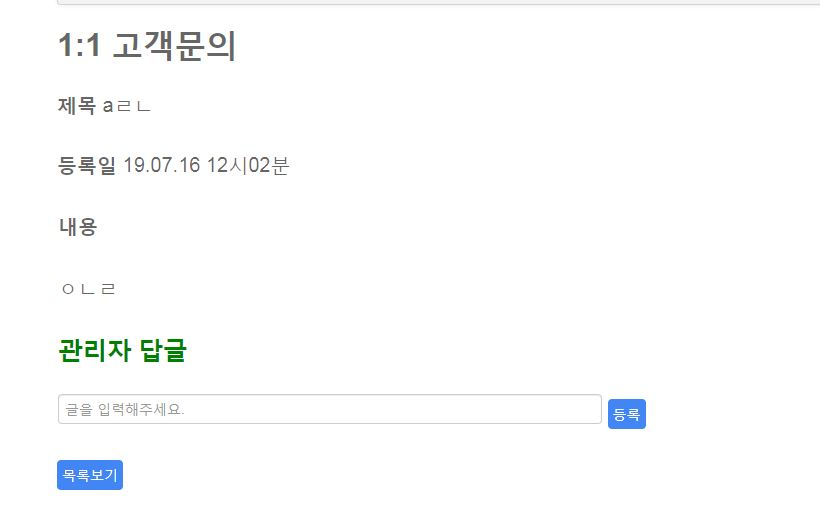 1:1 고객문의
제목 aㄹㄴ
등록일 19.07.16 12시02분
내용
ㅇㄴㄹ
관리자 답글
글을 입력해주세요. 등록
목록보기